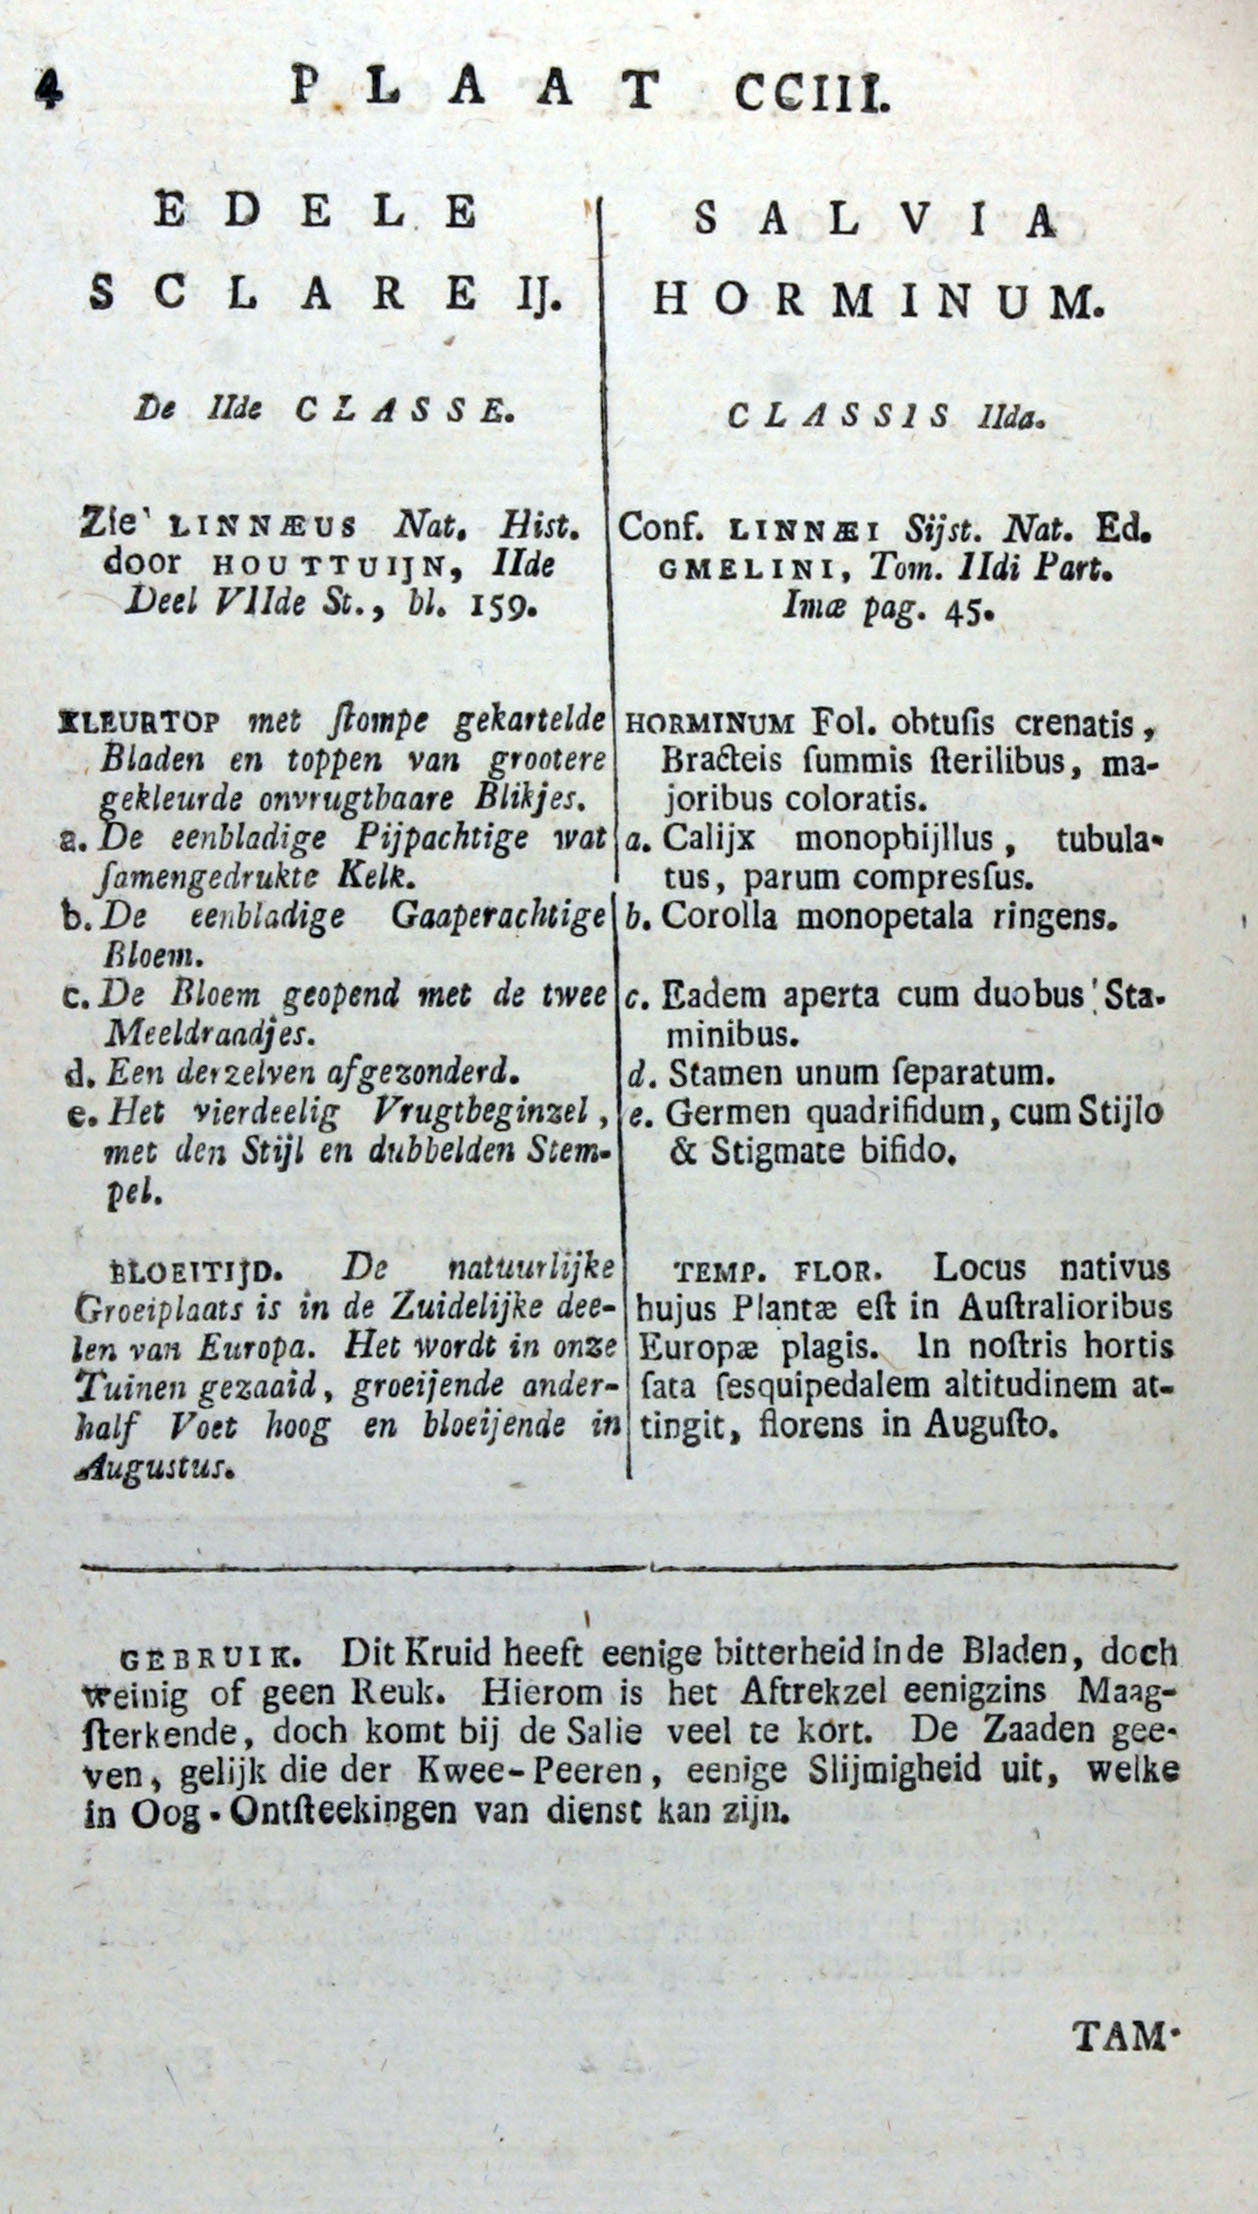 4 PLAAT CCIII.
EDELE
SCLAREIJ.
De IIde CLASSE.
Zie LINNÆUS Nat. Hist.
door HOUTTUIJN, IIde
Deel VIIde St., bl. 159.
KLEURTOP met ſtompe gekartelde
Bladen en toppen van grootere
gekleurde onvrugtbaare Blikjes.
a. De eenbladige Pijpachtige wat
ſamengedrukte Kelk.
b. De eenbladige Gaaperachtige
Bloem.
c. De Bloem geopend met de twee
Meeldraadjes.
d. Een derzelven afgezonderd.
e. Het vierdeelig Vrugtbeginzel,
met den Stijl en dubbelden Stem-
pel.
BLOEITIJD. De natuurlijke
Groeiplaats is in de Zuidelijke dee-
len van Europa. Het wordt in onze
Tuinen gezaaid, groeijende ander-
half Voet hoog en bloeijende in
Augustus.
SALVIA
HORMINUM.
CLASSIS IIda.
Conf. LINNÆI Sijst. Nat. Ed.
GMELINI, Tom. IIdi Part.
Imæ pag. 45.
HORMINUM Fol. obtuſis crenatis,
Bracteis ſummis ſterilibus, ma-
joribus coloratis.
a. Calijx monophijllus, tubula-
tus, parum compresſus.
b. Corolla monopetala ringens.
c. Eadem aperta cum duobus Sta-
minibus.
d. Stamen unum ſeparatum.
e. Germen quadrifidum, cum Stijlo
& Stigmate bifido.
TEMP. FLOR. Locus nativus
hujus Plantæ eſt in Auſtralioribus
Europæ plagis. In noſtris hortis
ſata ſesquipedalem altitudinem at-
tingit, florens in Auguſto.
GEBRUIK. Dit Kruid heeft eenige bitterheid in de Bladen, doch
weinig of geen Reuk. Hierom is het Aftrekzel eenigzins Maag-
ſterkende, doch komt bij de Salie veel te kort. De Zaaden gee-
ven, gelijk die der Kwee-Peeren, eenige Slijmigheid uit, welke
in Oog-Ontſteekingen van dienst kan zijn.
TAM-